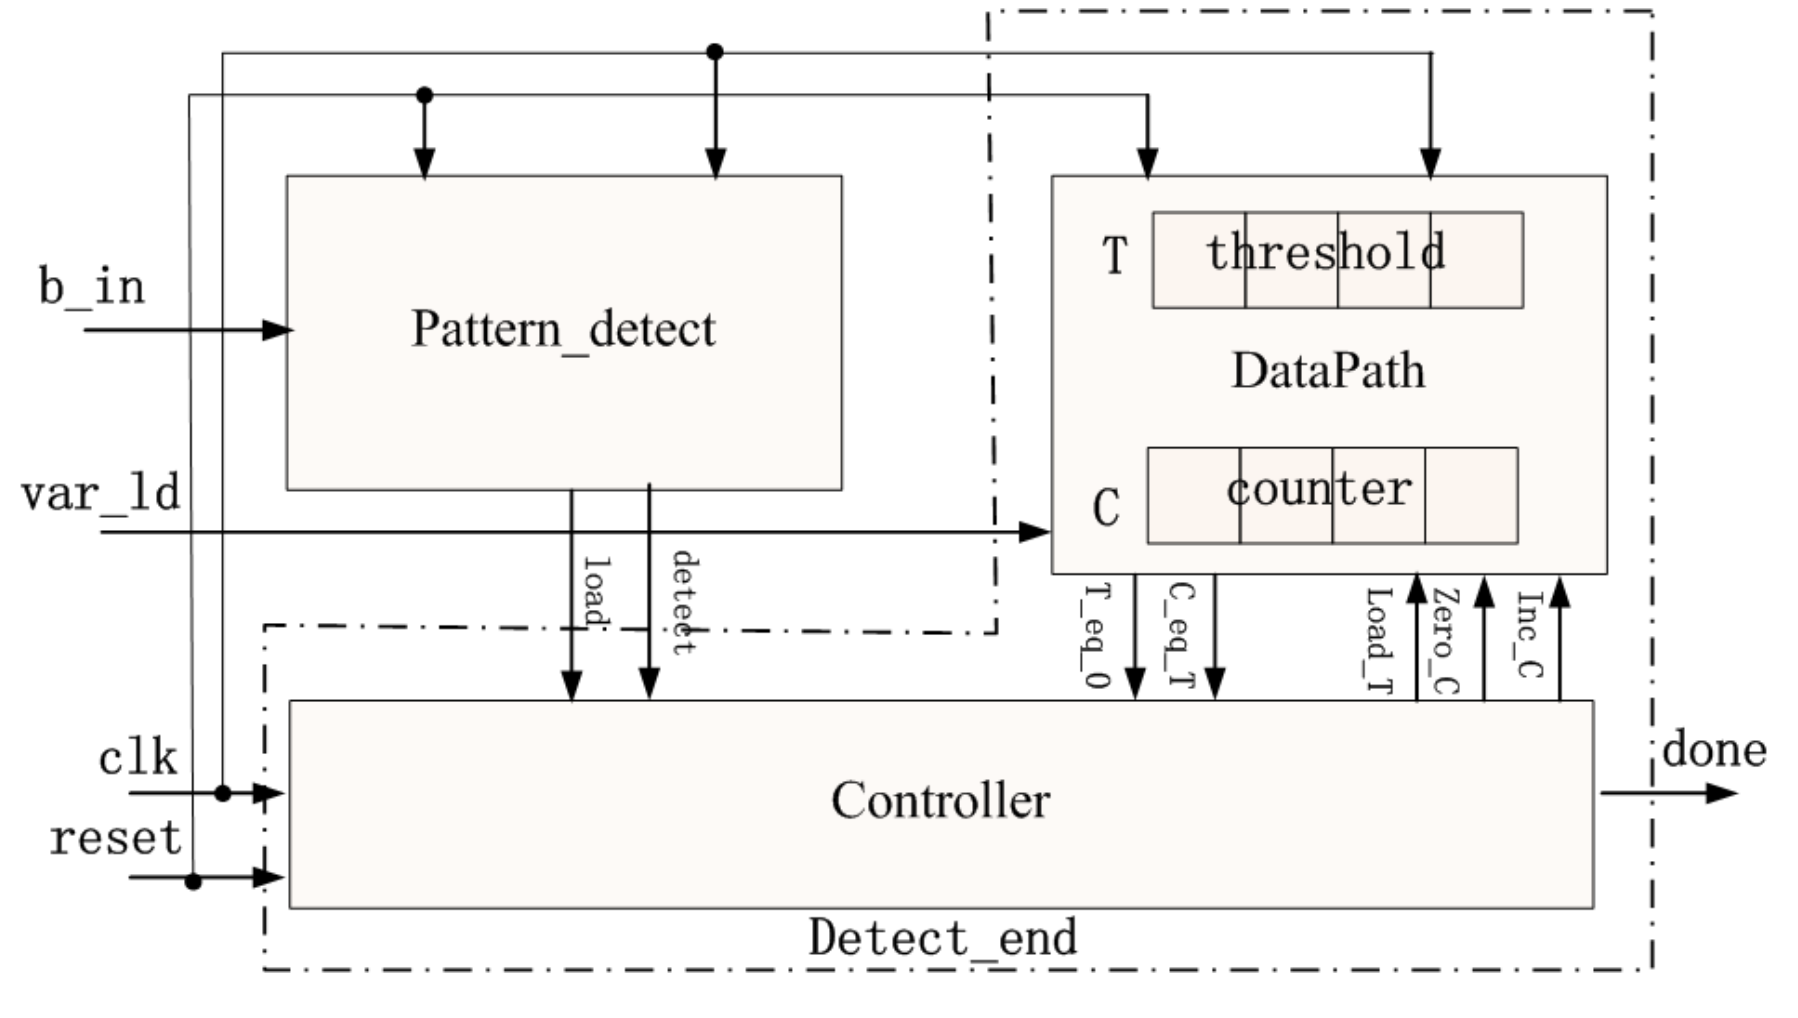 b_in
Pattern_detect
T
threshold
DataPath
var_ld
C
counter
load
detect
T_eq_0
C_eq_T
Load_T
Zero_C
Inc_C
clk
reset
Controller
done
Detect_end